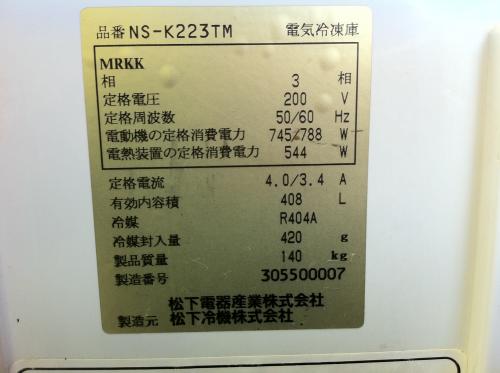 品番 NS-K223TM 電気冷凍庫
MRKK
相 3 相
定格電圧 200 V
定格周波数 50/60 Hz
電動機の定格消費電力 745/788 W
電熱装置の定格消費電力 544 W
定格電流 4.0/3.4 A
有効内容積 408 L
冷媒 R404A
冷媒封入量 420 g
製品質量 140 kg
製造番号 305500007
松下電器産業株式会社
製造元 松下冷機株式会社